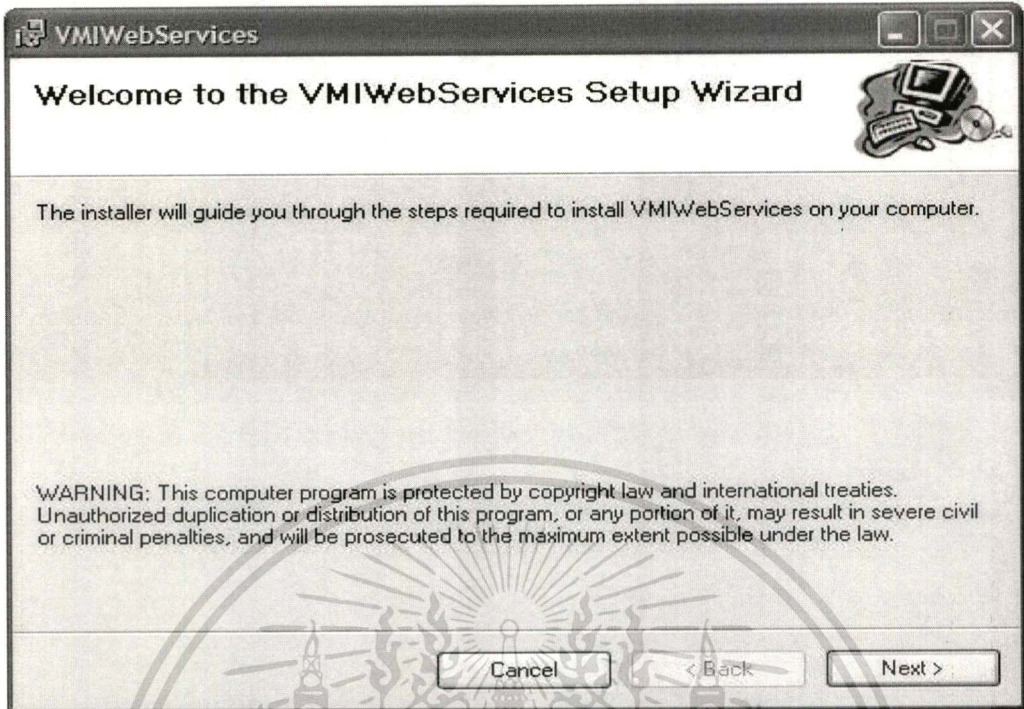 VMIWebServices
Welcome to the VMIWebServices Setup Wizard
The installer will guide you through the steps required to install VMIWebServices on your computer.
WARNING: This computer program is protected by copyright law and international treaties.
Unauthorized duplication or distribution of this program, or any portion of it, may result in severe civil
or criminal penalties, and will be prosecuted to the maximum extent possible under the law.
Cancel
< Back
Next >